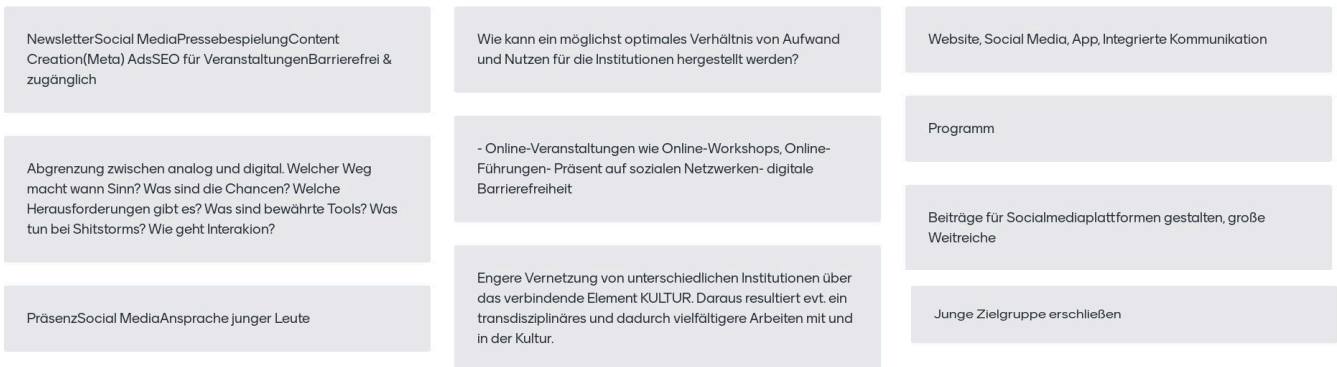 NewsletterSocial MediaPressebespielungContent
Creation(Meta) AdsSEO für VeranstaltungenBarrierefrei &
zugänglich
Abgrenzung zwischen analog und digital. Welcher Weg
macht wann Sinn? Was sind die Chancen? Welche
Herausforderungen gibt es? Was sind bewährte Tools? Was
tun bei Shitstorms? Wie geht Interakion?
PräsenzSocial MediaAnsprache junger Leute
Wie kann ein möglichst optimales Verhältnis von Aufwand
und Nutzen für die Institutionen hergestellt werden?
- Online-Veranstaltungen wie Online-Workshops, Online-
Führungen- Präsent auf sozialen Netzwerken- digitale
Barrierefreiheit
Engere Vernetzung von unterschiedlichen Institutionen über
das verbindende Element KULTUR. Daraus resultiert evt. ein
transdisziplinäres und dadurch vielfältigere Arbeiten mit und
in der Kultur.
Website, Social Media, App, Integrierte Kommunikation
Programm
Beiträge für Socialmediaplattformen gestalten, große
Weitreiche
Junge Zielgruppe erschließen